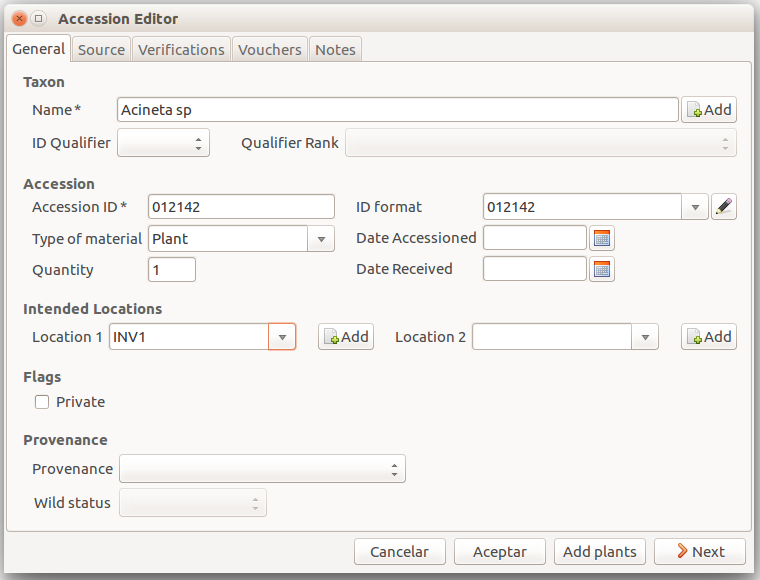 Accession Editor
General Source Verifications Vouchers Notes
Taxon
Name * Acineta sp Add
ID Qualifier Qualifier Rank
Accession
Accession ID * 012142 ID format 012142
Type of material Plant Date Accessioned
Quantity 1 Date Received
Intended Locations
Location 1 INV1 Add Location 2 Add
Flags
Private
Provenance
Provenance
Wild status
Cancelar Aceptar Add plants Next